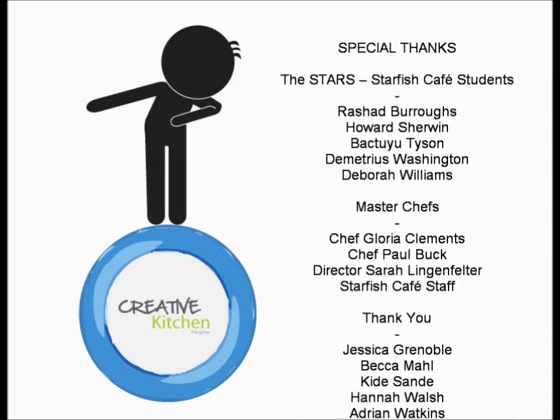 SPECIAL THANKS
The STARS – Starfish Café Students
-
Rashad Burroughs
Howard Sherwin
Bactuyu Tyson
Demetrius Washington
Deborah Williams
Master Chefs
-
Chef Gloria Clements
Chef Paul Buck
Director Sarah Lingenfelter
Starfish Café Staff
Thank You
-
Jessica Grenoble
Becca Mahl
Kide Sande
Hannah Walsh
Adrian Watkins
CREATIVE
Kitchen